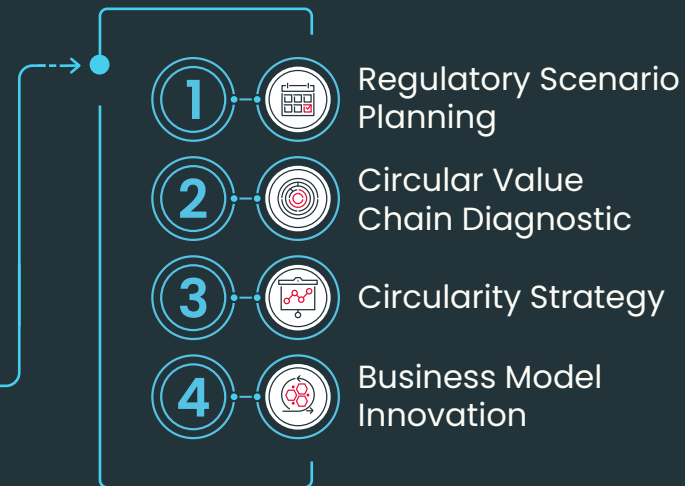 1
Regulatory Scenario
Planning
2
Circular Value
Chain Diagnostic
3
Circularity Strategy
4
Business Model
Innovation